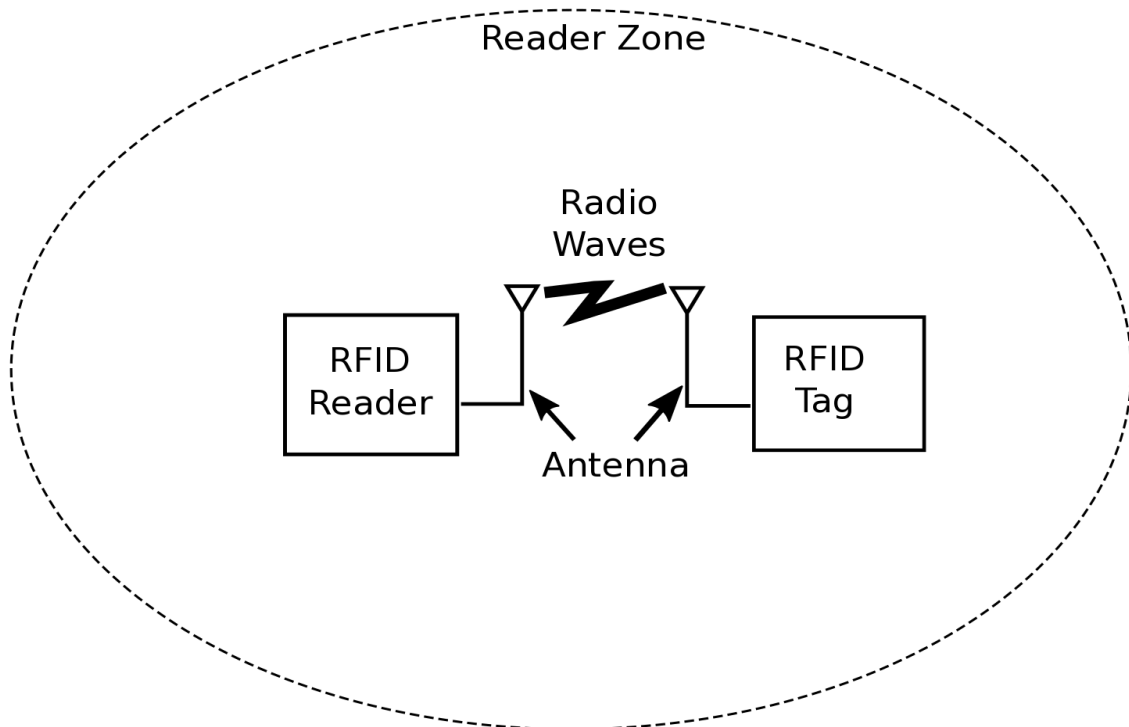 Reader Zone
Radio
Waves
RFID
Reader
RFID
Tag
Antenna